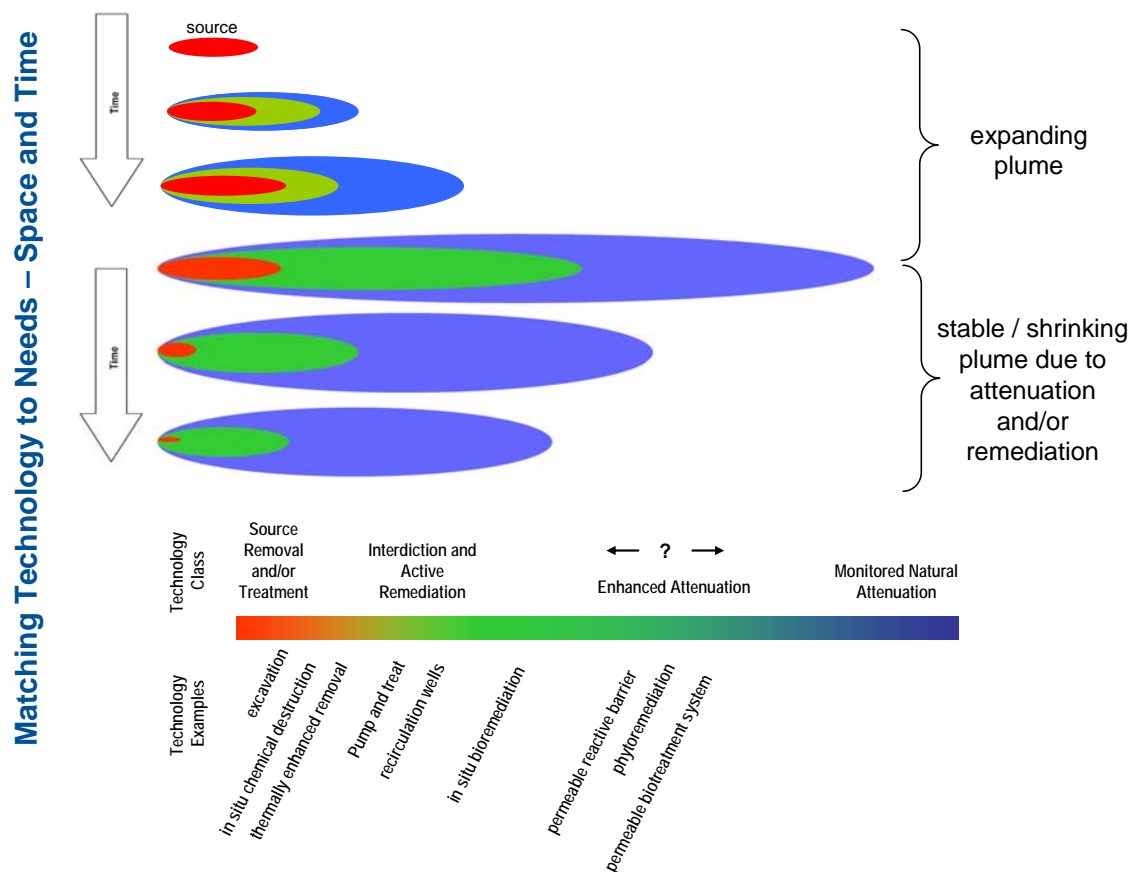 Matching Technology to Needs – Space and Time
source
Time
expanding
plume
Time
stable / shrinking
plume due to
attenuation
and/or
remediation
Technology
Class
Source
Removal
and/or
Treatment
Interdiction and
Active
Remediation
?
Enhanced Attenuation
Monitored Natural
Attenuation
Technology
Examples
excavation
in situ chemical destruction
thermally enhanced removal
Pump and treat
recirculation wells
in situ bioremediation
permeable reactive barrier
phytoremediation
permeable biotreatment system